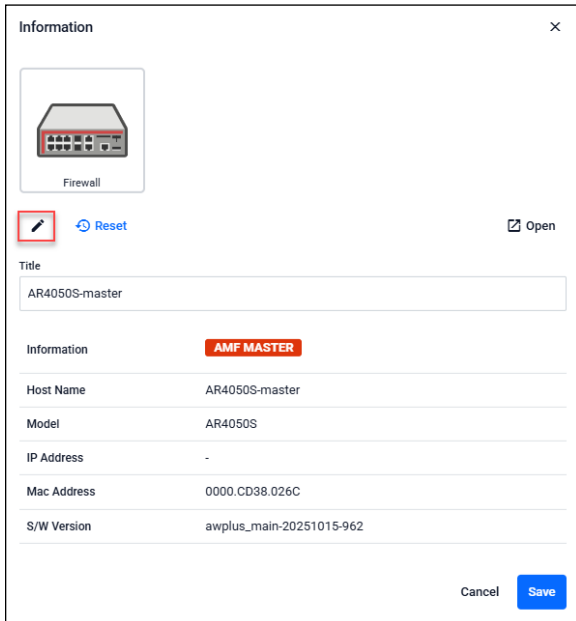 Information
Firewall
Reset
Open
Title
AR4050S-master
Information AMF MASTER
Host Name AR4050S-master
Model AR4050S
IP Address -
Mac Address 0000.CD38.026C
S/W Version awplus_main-20251015-962
Cancel Save